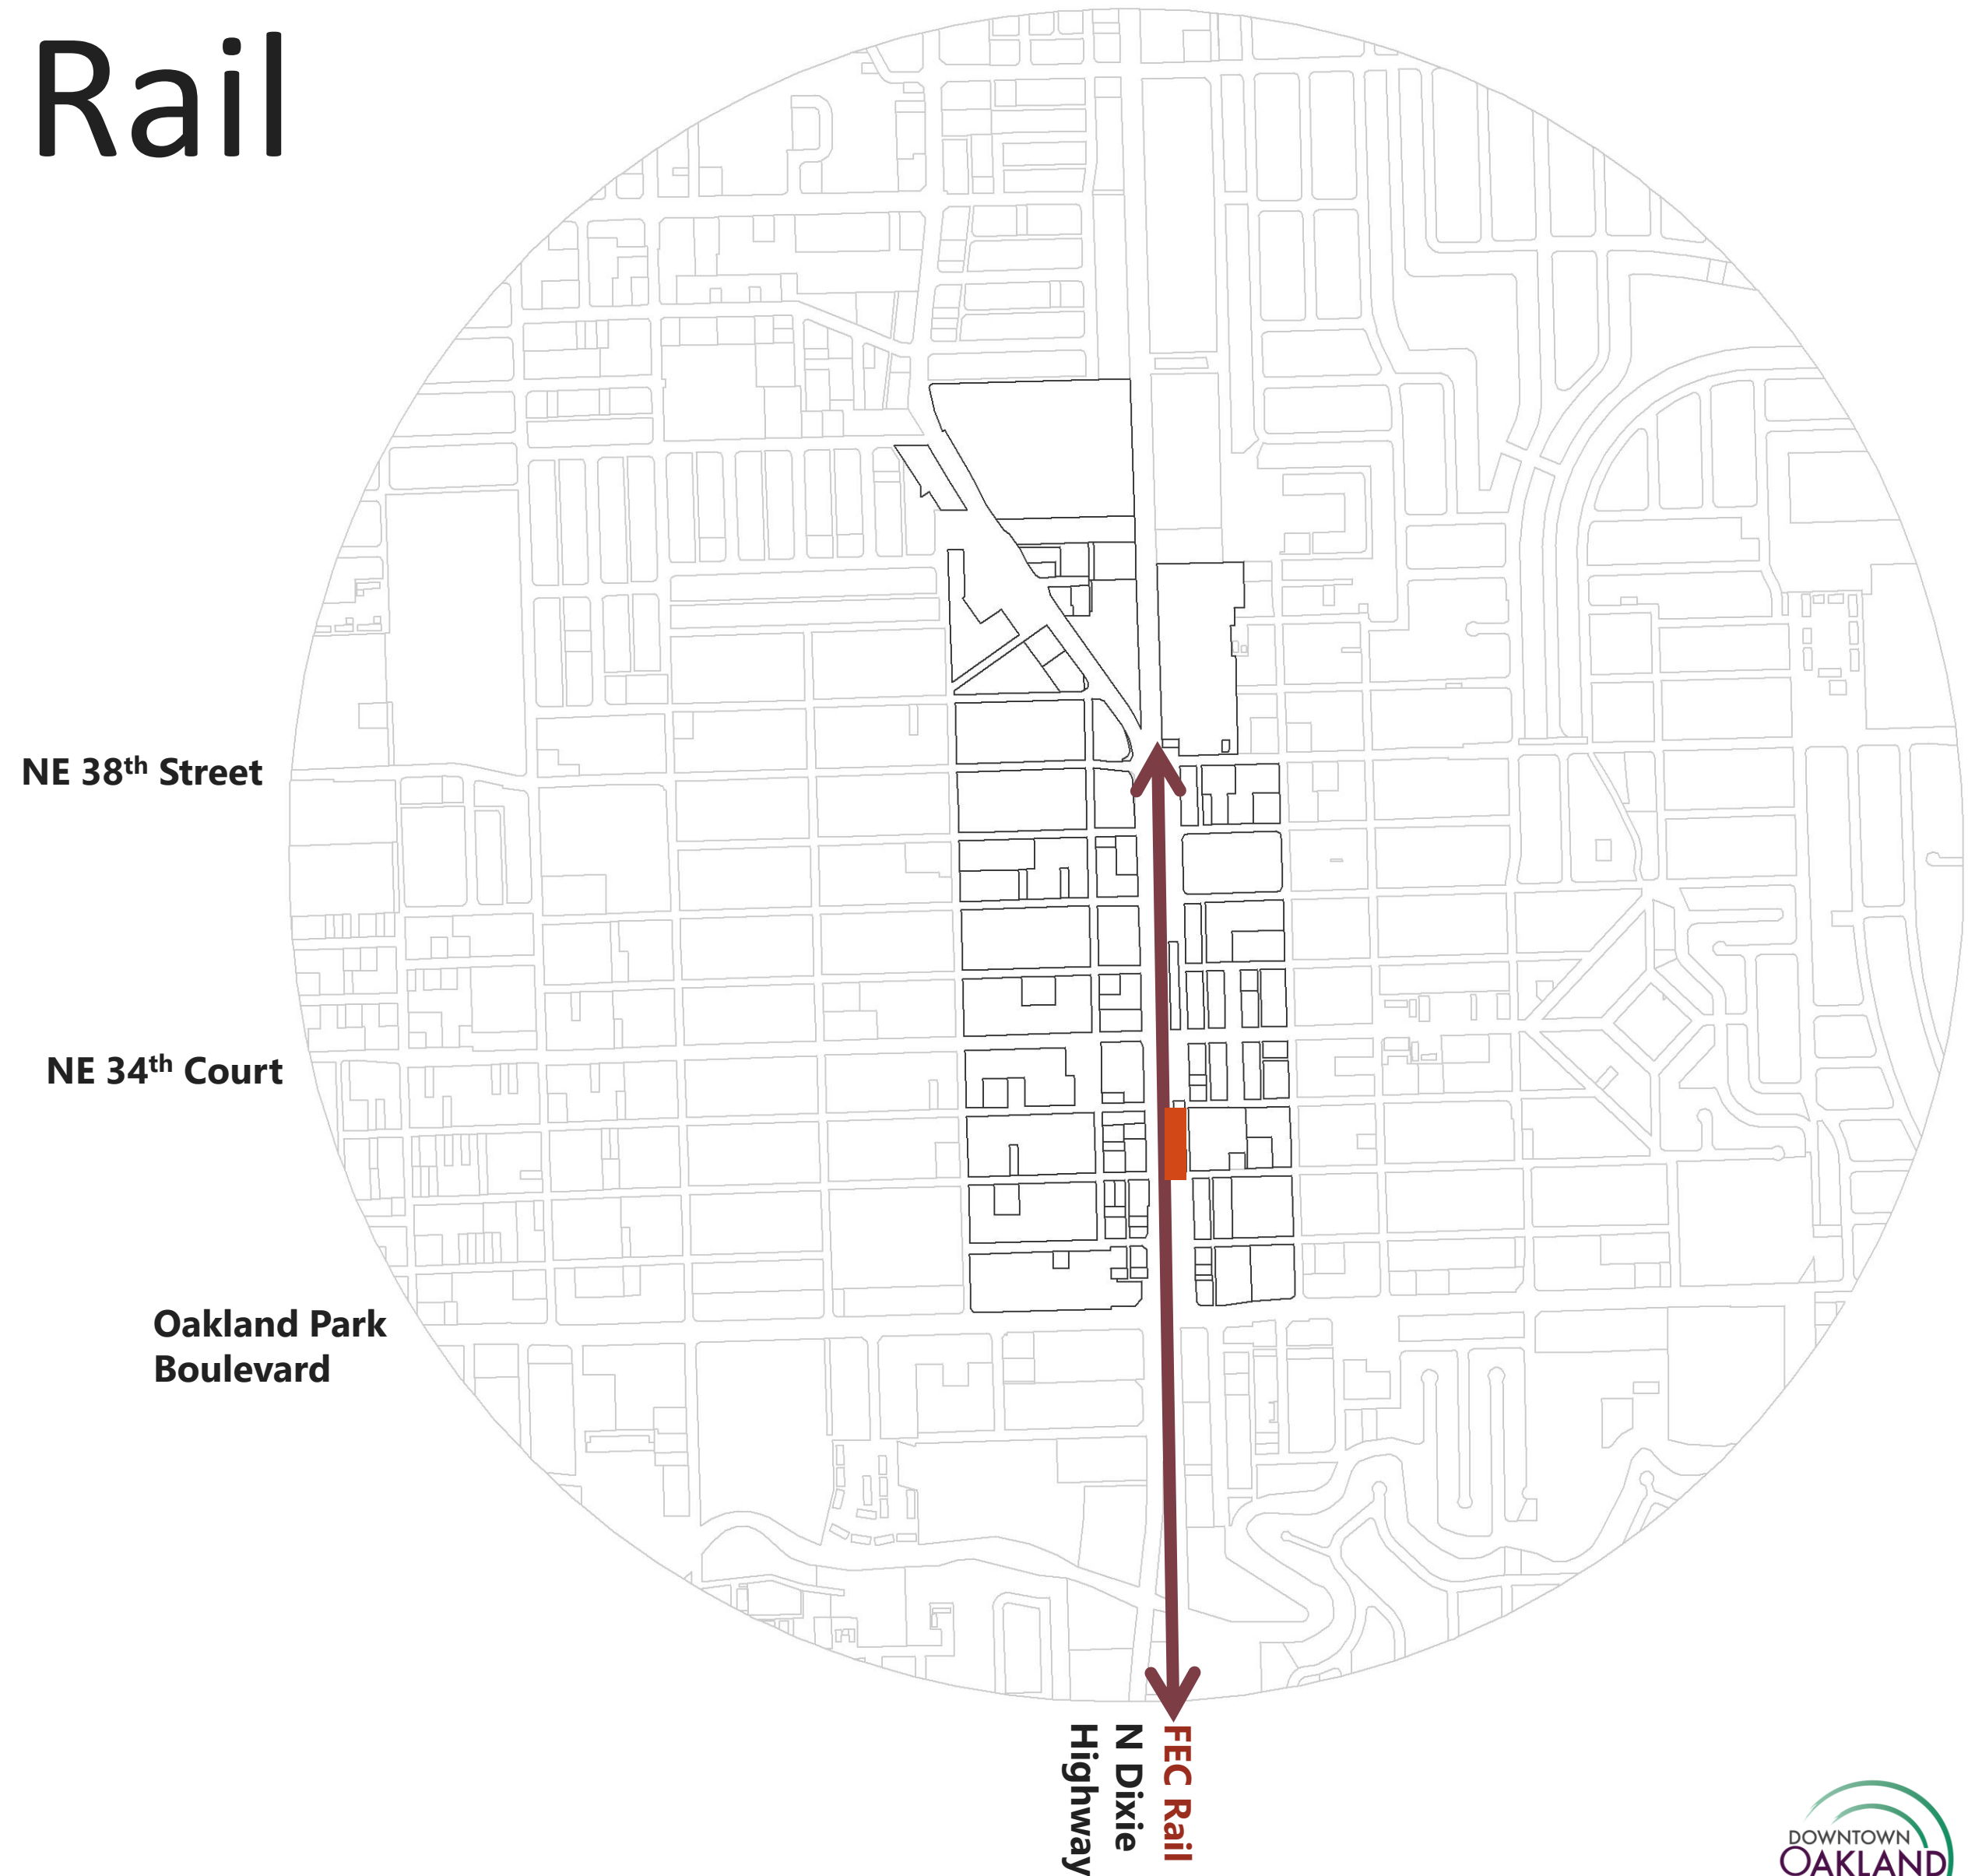 Rail
NE 38th Street
NE 34th Court
Oakland Park
Boulevard
FEC Rail
N Dixie
Highway
DOWNTOWN
OAKLAND